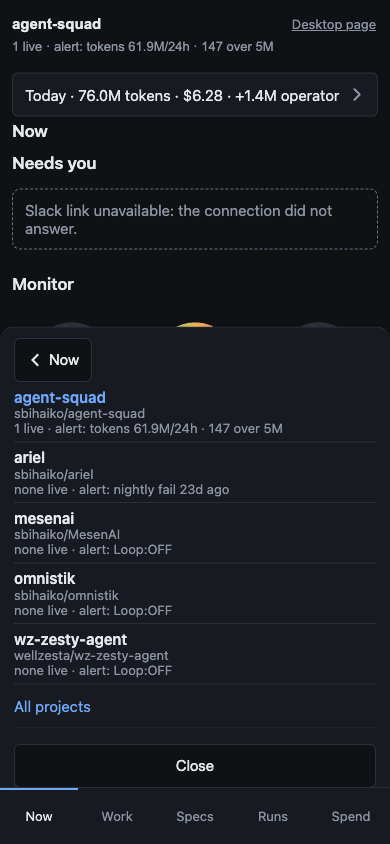 agent-squad
Desktop page
1 live · alert: tokens 61.9M/24h · 147 over 5M
Today · 76.0M tokens · $6.28 · +1.4M operator
Now
Needs you
Slack link unavailable: the connection did not
answer.
Monitor
Now
agent-squad
sbihaiko/agent-squad
1 live · alert: tokens 61.9M/24h · 147 over 5M
ariel
sbihaiko/ariel
none live · alert: nightly fail 23d ago
mesenai
sbihaiko/MesenAI
none live · alert: Loop:OFF
omnistik
sbihaiko/omnistik
none live · alert: Loop:OFF
wz-zesty-agent
wellzesta/wz-zesty-agent
none live · alert: Loop:OFF
All projects
Close
Now
Work
Specs
Runs
Spend